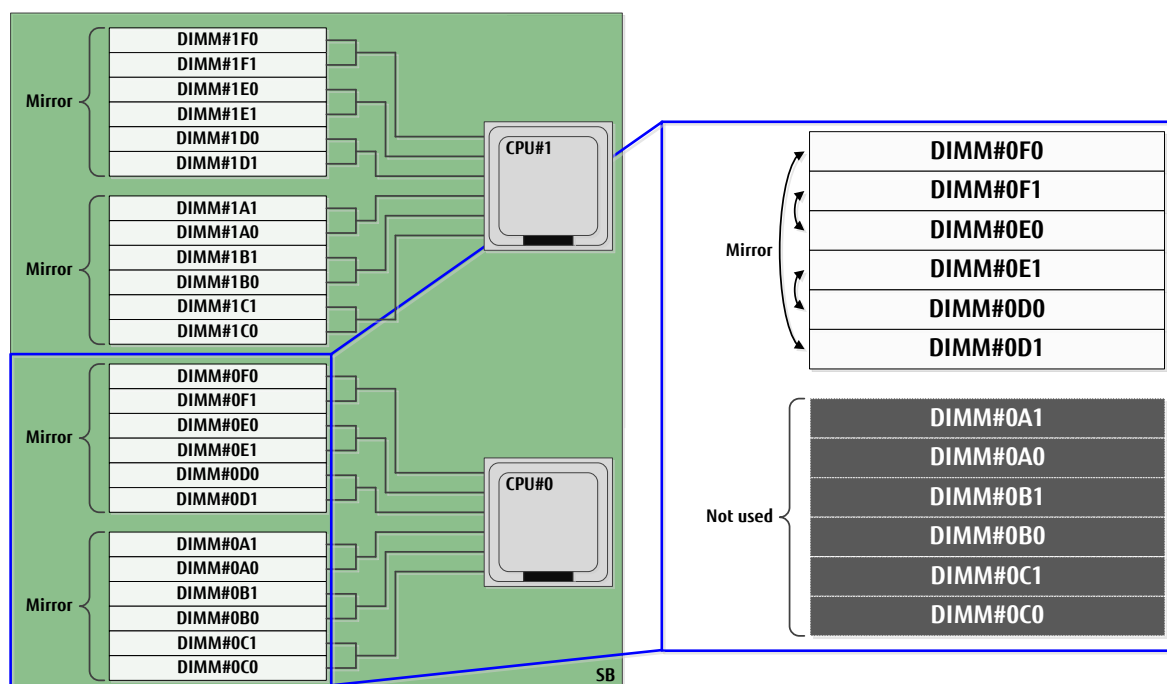 DIMM#1F0
DIMM#1F1
DIMM#1E0
Mirror
DIMM#1E1
DIMM#1D0
DIMM#1D1
DIMM#1A1
DIMM#1A0
DIMM#1B1
Mirror
DIMM#1B0
DIMM#1C1
DIMM#1C0
CPU#1
DIMM#0F0
DIMM#0F1
DIMM#0E0
Mirror
DIMM#0E1
DIMM#0D0
DIMM#0D1
DIMM#0A1
DIMM#0A0
DIMM#0B1
Mirror
DIMM#0B0
DIMM#0C1
DIMM#0C0
CPU#0
SB
DIMM#0F0
DIMM#0F1
DIMM#0E0
Mirror
DIMM#0E1
DIMM#0D0
DIMM#0D1
DIMM#0A1
DIMM#0A0
DIMM#0B1
Not used
DIMM#0B0
DIMM#0C1
DIMM#0C0